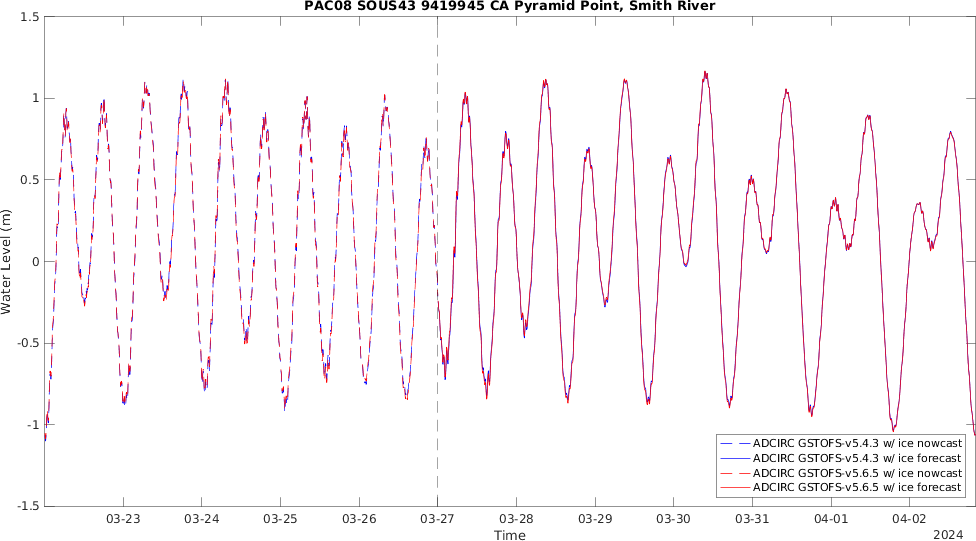 PAC08 SOUS43 9419945 CA Pyramid Point, Smith River
1.5
1
0.5
0
-0.5
-1
-1.5
Water Level (m)
03-23 03-24 03-25 03-26 03-27 03-28 03-29 03-30 03-31 04-01 04-02
Time
2024
ADCIRC GSTOFS-v5.4.3 w/ ice nowcast
ADCIRC GSTOFS-v5.4.3 w/ ice forecast
ADCIRC GSTOFS-v5.6.5 w/ ice nowcast
ADCIRC GSTOFS-v5.6.5 w/ ice forecast